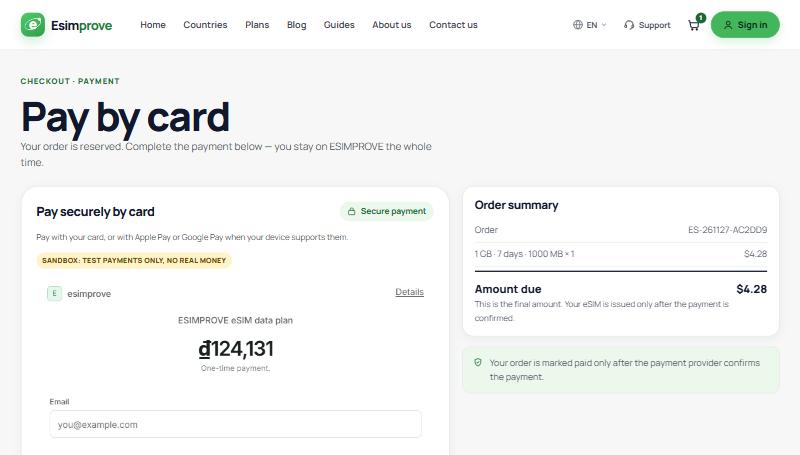 Esimprove
Home
Countries
Plans
Blog
Guides
About us
Contact us
EN
Support
1
Sign in
CHECKOUT · PAYMENT
Pay by card
Your order is reserved. Complete the payment below — you stay on ESIMPROVE the whole
time.
Pay securely by card
Secure payment
Pay with your card, or with Apple Pay or Google Pay when your device supports them.
SANDBOX: TEST PAYMENTS ONLY, NO REAL MONEY
E
esimprove
Details
ESIMPROVE eSIM data plan
₫124,131
One-time payment.
Email
you@example.com
Order summary
Order
ES-261127-AC2DD9
1 GB · 7 days · 1000 MB × 1
$4.28
Amount due
$4.28
This is the final amount. Your eSIM is issued only after the payment is
confirmed.
Your order is marked paid only after the payment provider confirms
the payment.